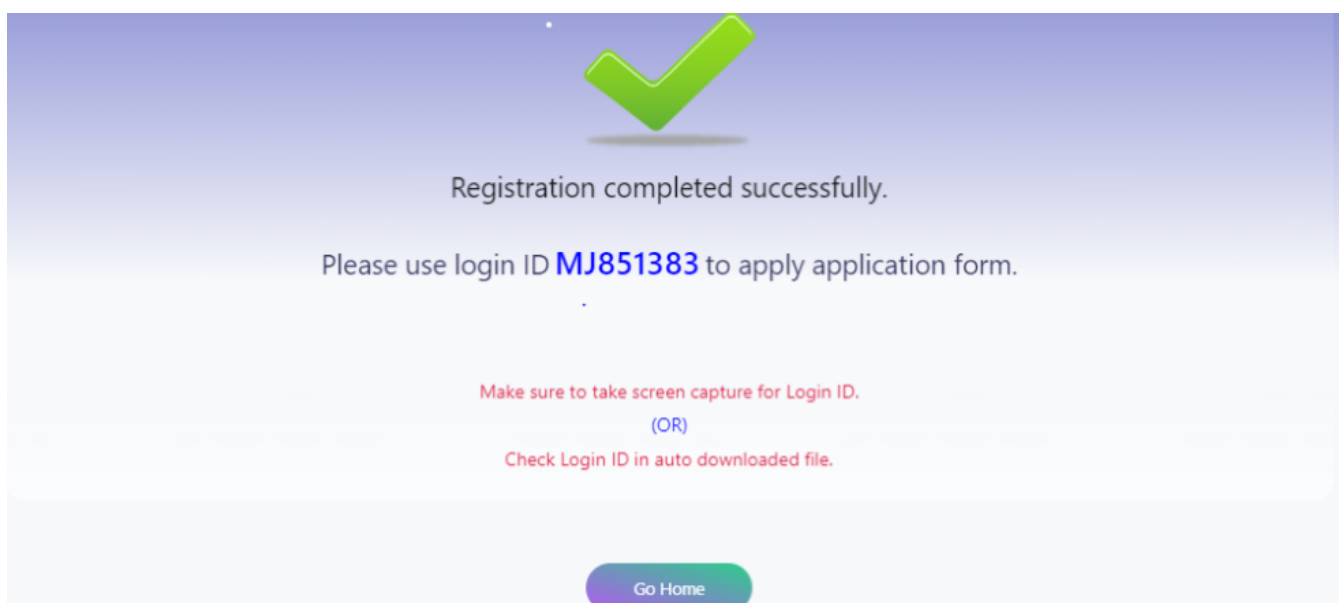 Registration completed successfully.
Please use login ID MJ851383 to apply application form.
Make sure to take screen capture for Login ID.
(OR)
Check Login ID in auto downloaded file.
Go Home